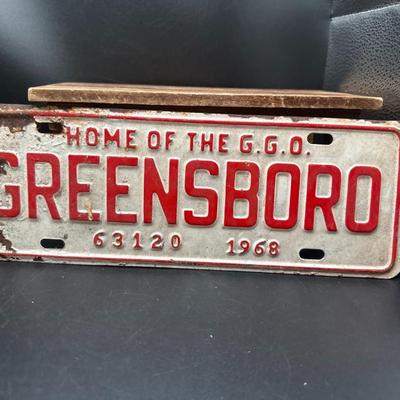 HOME OF THE G.G.O.
GREENSBORO
63120 1968